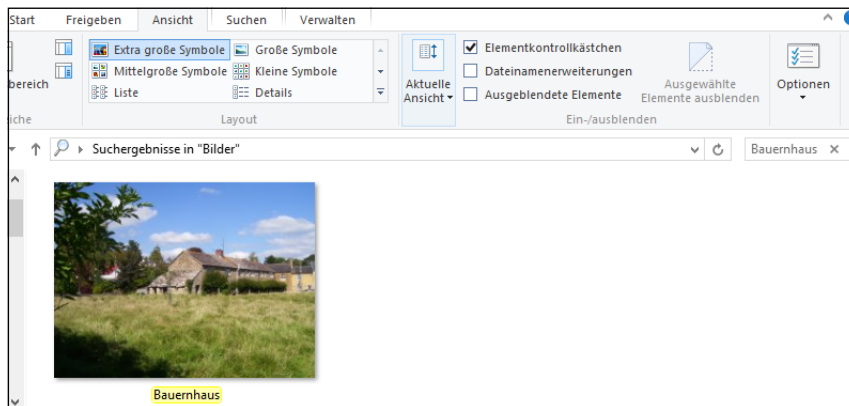 Start Freigeben Ansicht Suchen Verwalten
Extra große Symbole Große Symbole
Mittelgroße Symbole Kleine Symbole
Liste Details
bereich
Aktuelle Ansicht
Elementkontrollkästchen
Dateinamenerweiterungen
Ausgeblendete Elemente
Ausgewählte
Elemente ausblenden
Optionen
iche Layout Ein-/ausblenden
Suchergebnisse in "Bilder" Bauernhaus
Bauernhaus